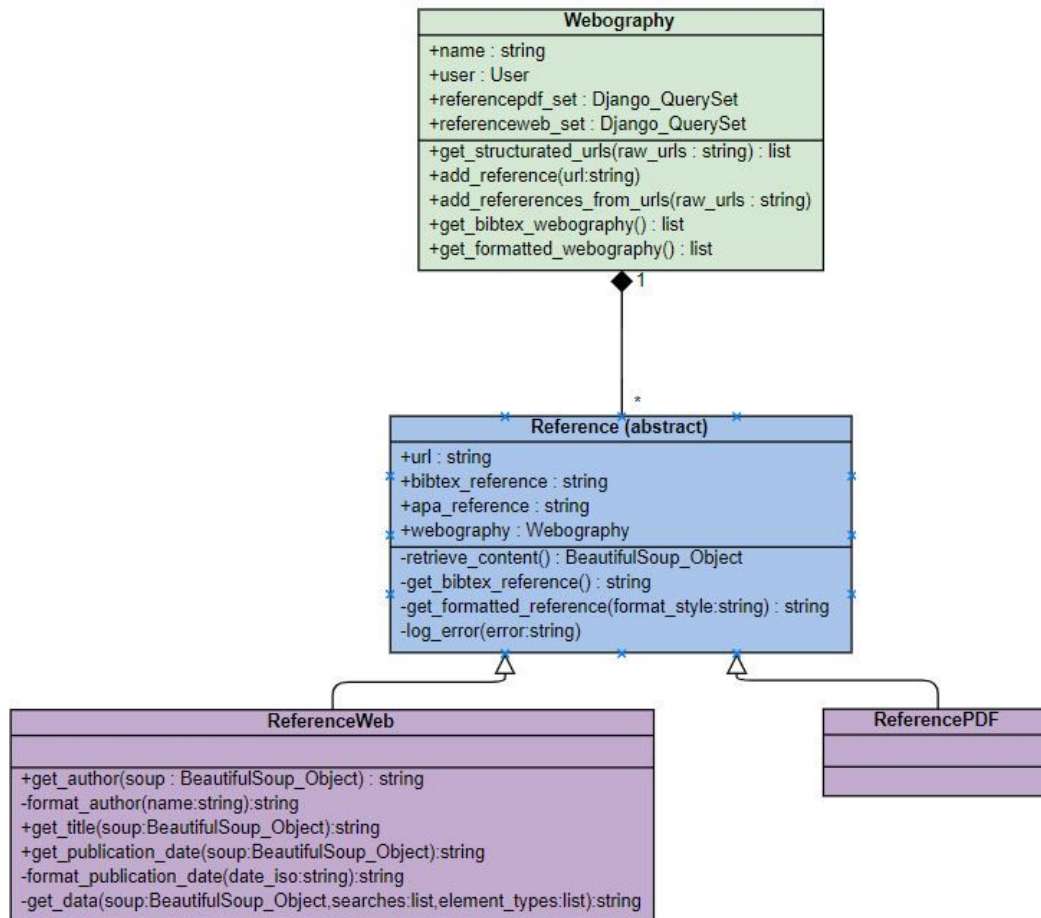 Webography
+name : string
+user : User
+referencepdf_set : Django_QuerySet
+referenceweb_set : Django_QuerySet
+get_structurated_urls(raw_urls : string) : list
+add_reference(url:string)
+add_refererences_from_urls(raw_urls : string)
+get_bibtex_webography() : list
+get_formatted_webography() : list
1
*
Reference (abstract)
+url : string
+bibtex_reference : string
+apa_reference : string
+webography : Webography
-retrieve_content() : BeautifulSoup_Object
-get_bibtex_reference() : string
-get_formatted_reference(format_style:string) : string
-log_error(error:string)
ReferenceWeb
+get_author(soup : BeautifulSoup_Object) : string
-format_author(name:string):string
+get_title(soup:BeautifulSoup_Object):string
+get_publication_date(soup:BeautifulSoup_Object):string
-format_publication_date(date_iso:string):string
-get_data(soup:BeautifulSoup_Object,searches:list,element_types:list):string
ReferencePDF